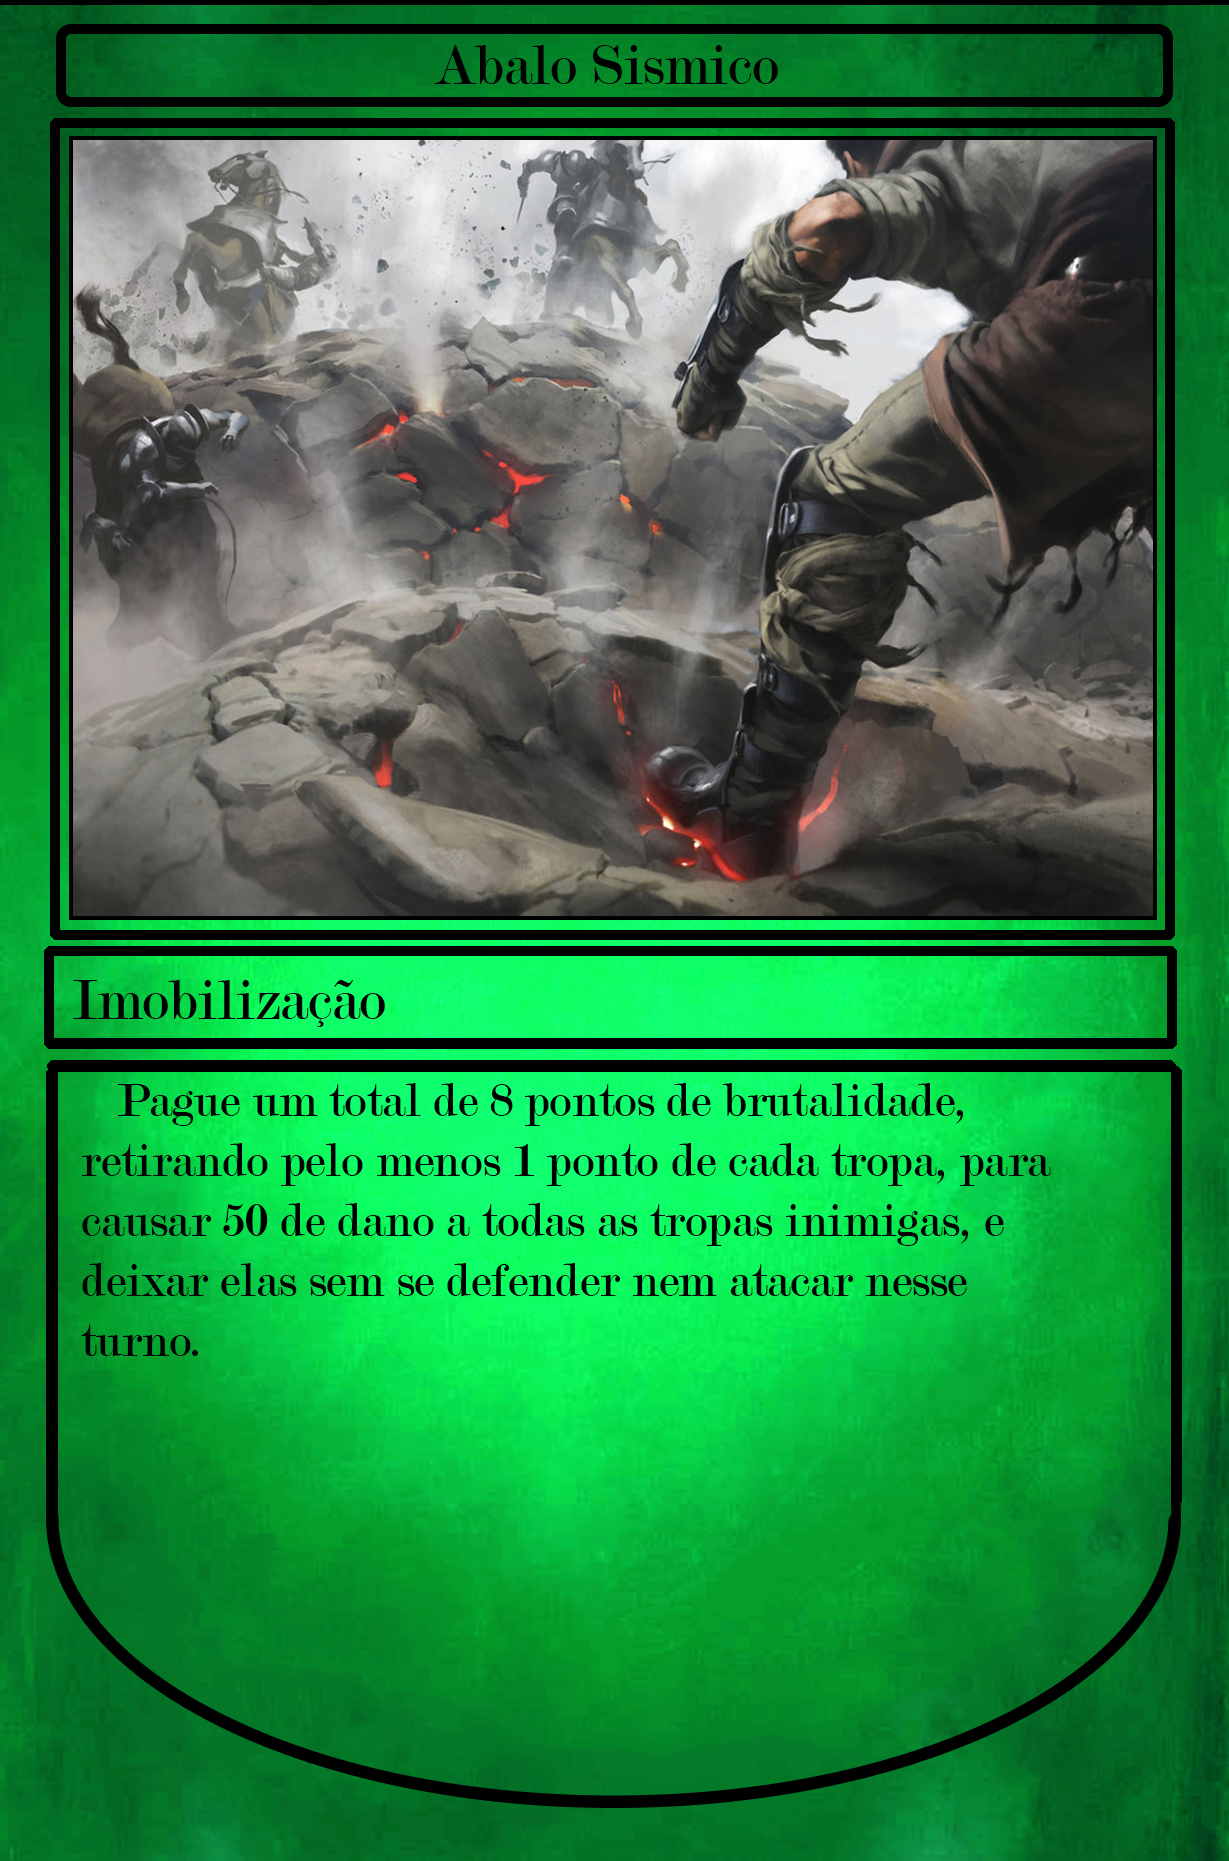 Abalo Sismico
Imobilização
Pague um total de 8 pontos de brutalidade,
retirando pelo menos 1 ponto de cada tropa, para
causar 50 de dano a todas as tropas inimigas, e
deixar elas sem se defender nem atacar nesse
turno.